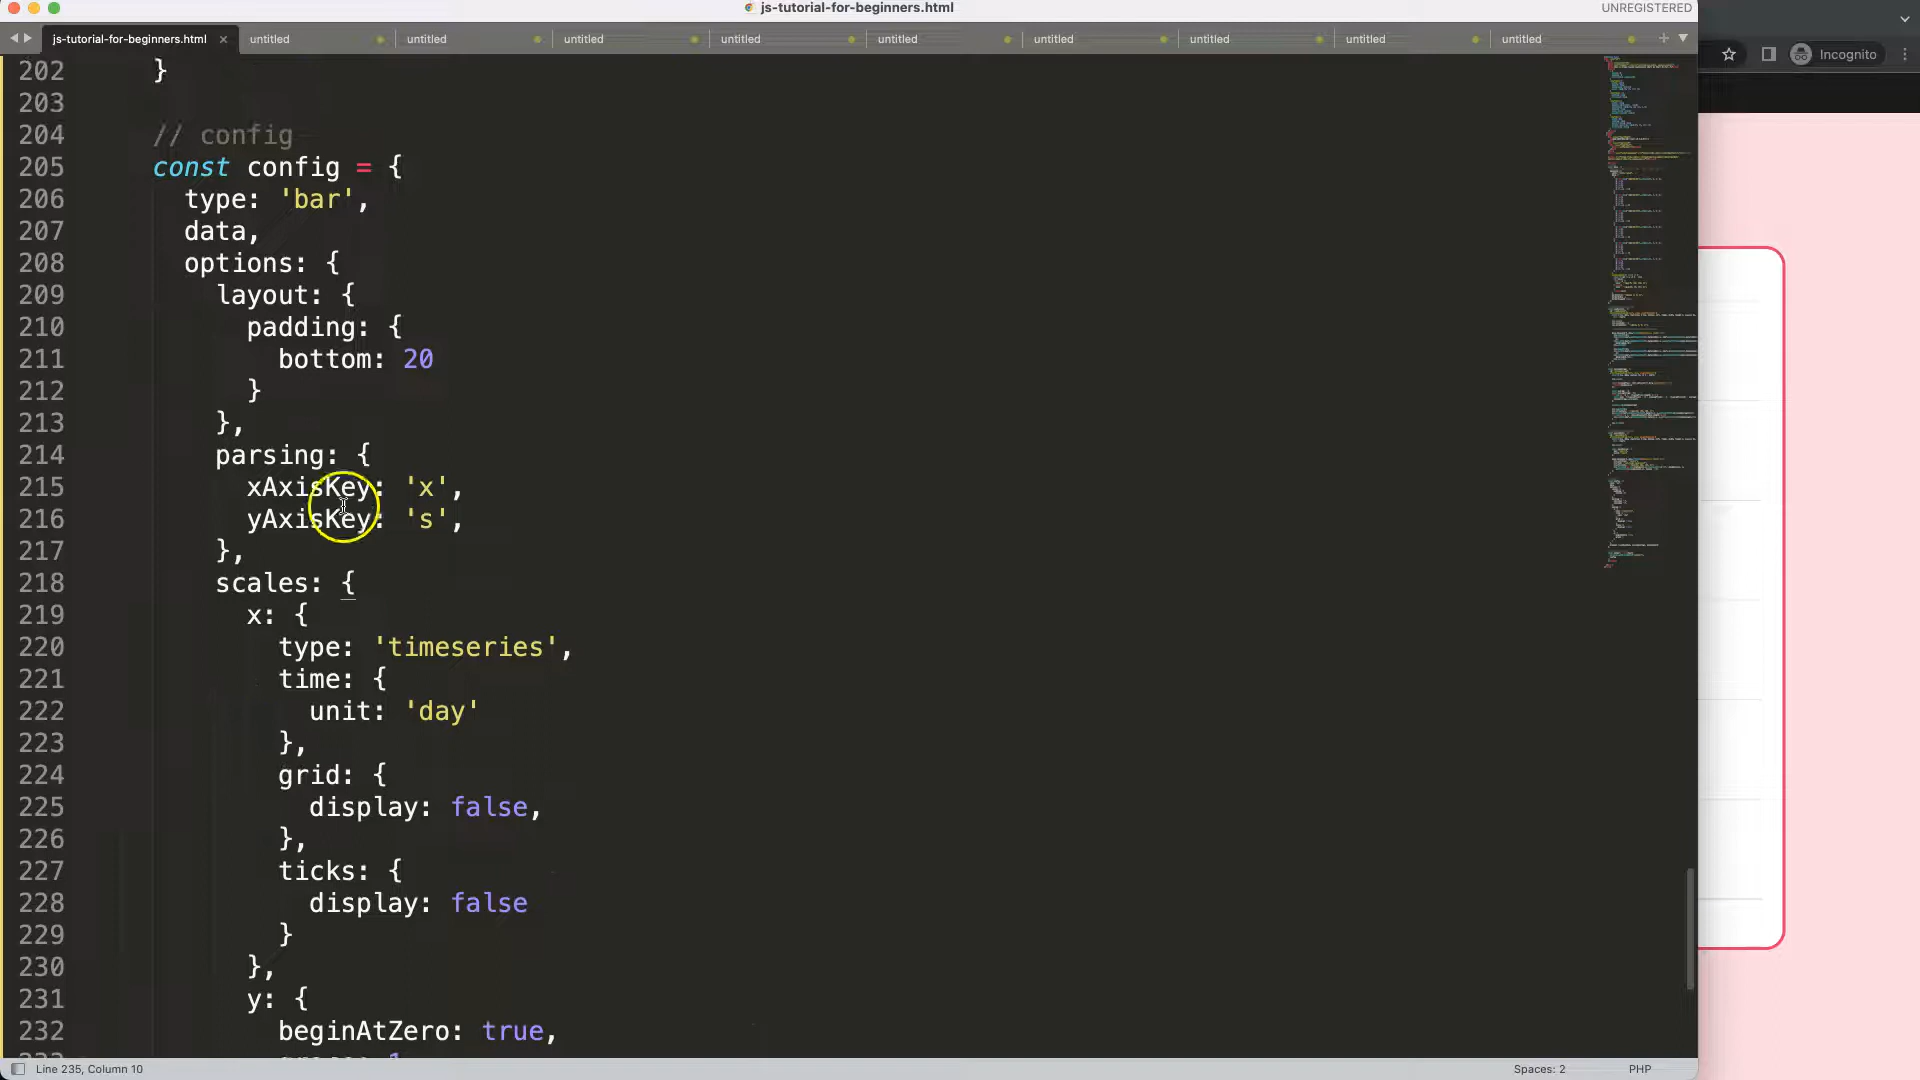 js-tutorial-for-beginners.html
UNREGISTERED
js-tutorial-for-beginners.html × untitled untitled untitled untitled untitled untitled untitled untitled untitled +
Incognito
202 }
203
204 // config
205 const config = {
206 type: 'bar',
207 data,
208 options: {
209 layout: {
210 padding: {
211 bottom: 20
212 }
213 },
214 parsing: {
215 xAxisKey: 'x',
216 yAxisKey: 's',
217 },
218 scales: {
219 x: {
220 type: 'timeseries',
221 time: {
222 unit: 'day'
223 },
224 grid: {
225 display: false,
226 },
227 ticks: {
228 display: false
229 }
230 },
231 y: {
232 beginAtZero: true,
Line 235, Column 10
Spaces: 2
PHP